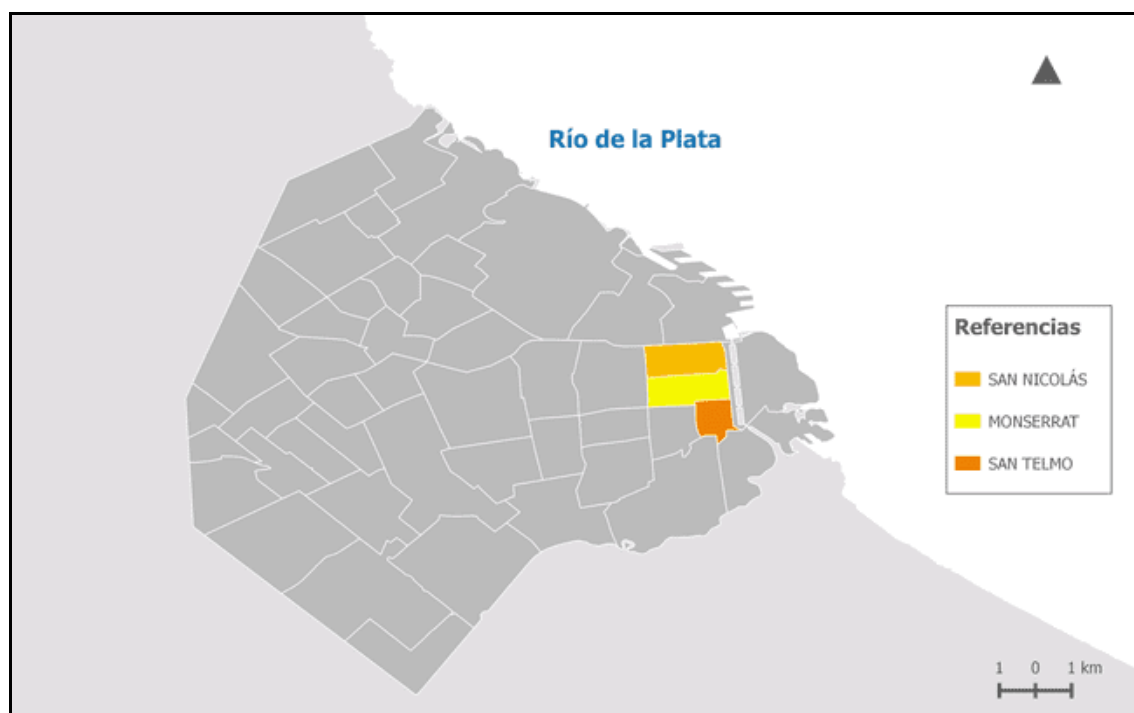 Río de la Plata
Referencias
SAN NICOLÁS
MONSERRAT
SAN TELMO
1 0 1 km